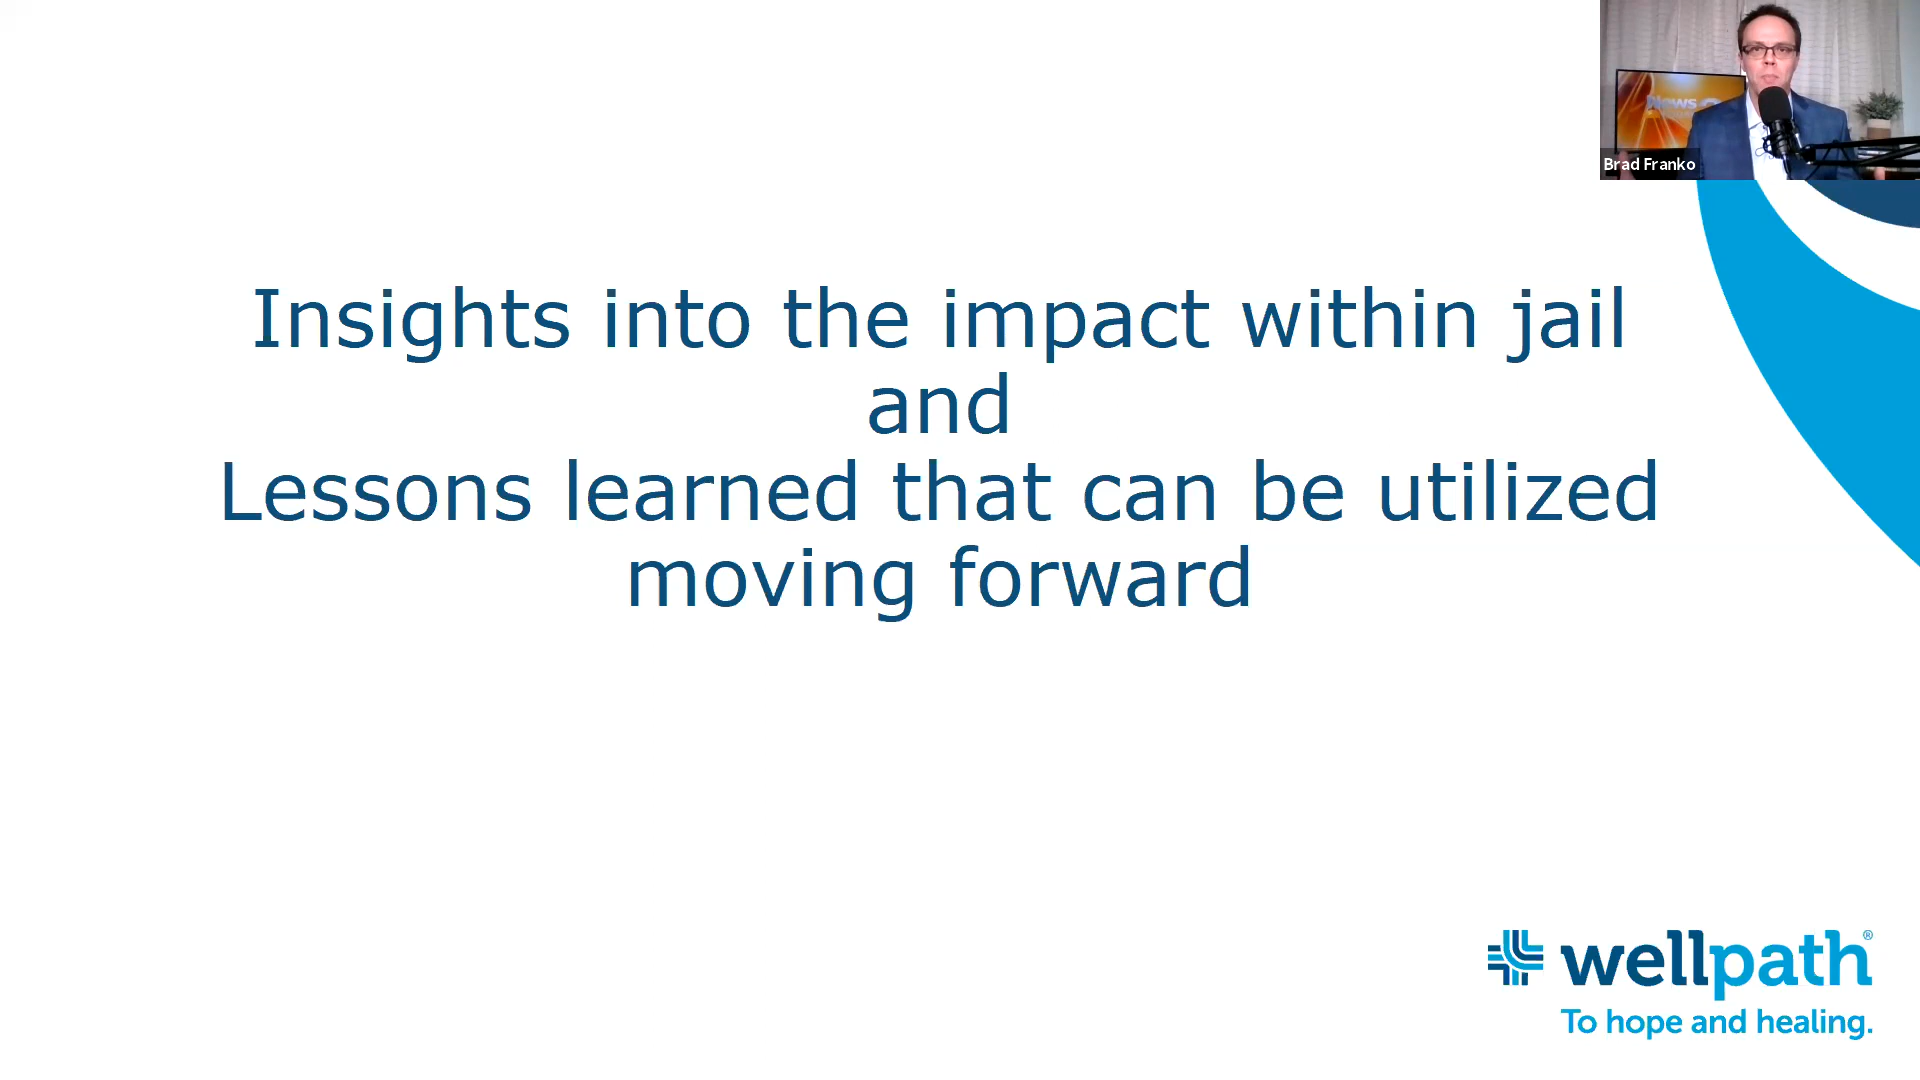 News
Brad Franko
Insights into the impact within jail
and
Lessons learned that can be utilized
moving forward
wellpath®
To hope and healing.